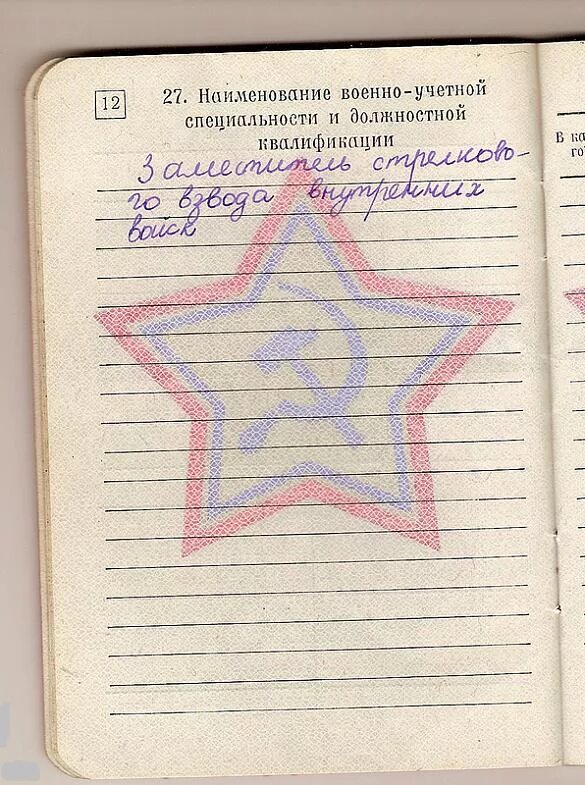 12
27. Наименование военно-учетной
специальности и должностной
квалификации
Заместитель стрелково-
го взвода внутренних
войск
В ка
го